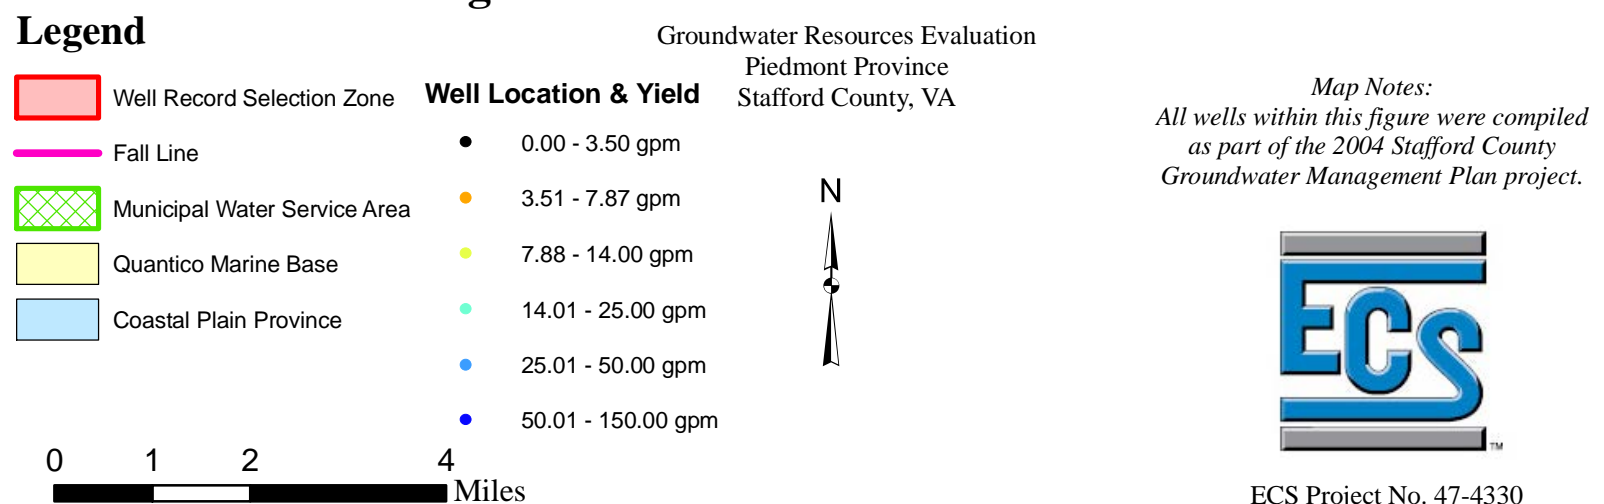 Legend
Well Record Selection Zone
Fall Line
Municipal Water Service Area
Quantico Marine Base
Coastal Plain Province
Well Location & Yield
0.00 - 3.50 gpm
3.51 - 7.87 gpm
7.88 - 14.00 gpm
14.01 - 25.00 gpm
25.01 - 50.00 gpm
50.01 - 150.00 gpm
0 1 2 4
Miles
Groundwater Resources Evaluation
Piedmont Province
Stafford County, VA
N
Map Notes:
All wells within this figure were compiled
as part of the 2004 Stafford County
Groundwater Management Plan project.
ECS
TM
ECS Project No. 47-4330